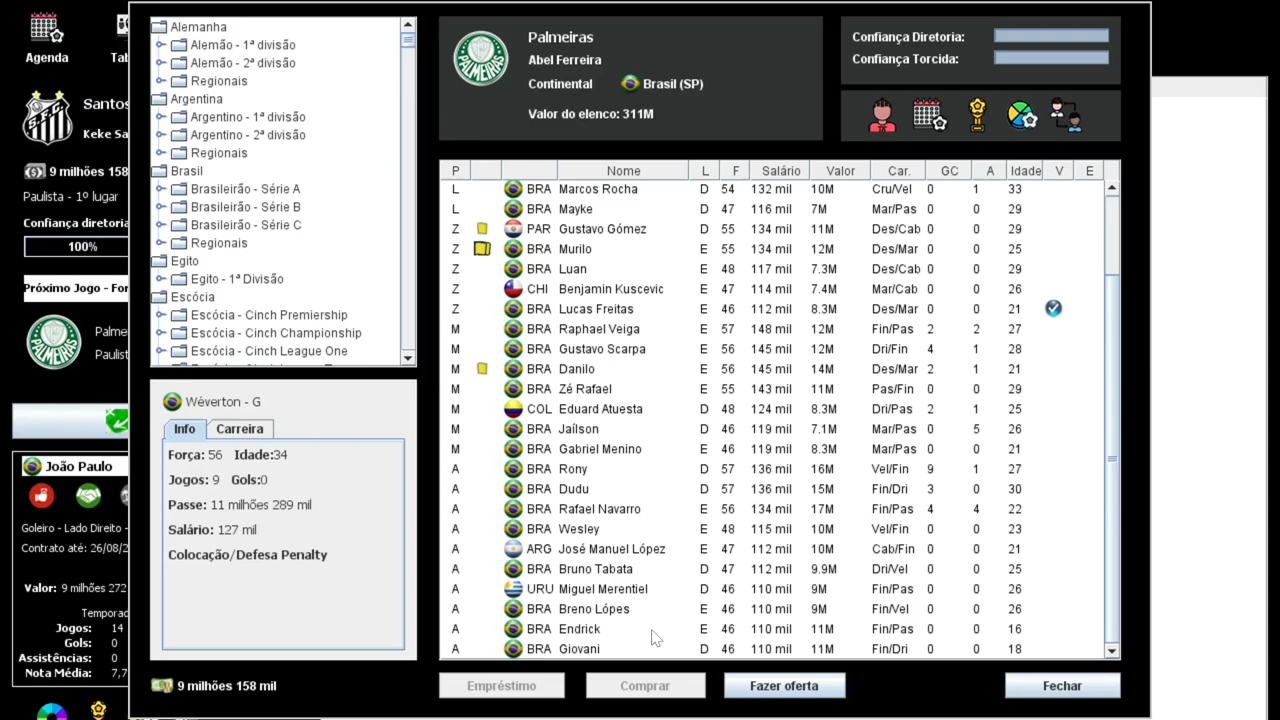 Agenda
Tab
Santos
Keke Sa
9 milhões 158
Paulista - 1º lugar
Confiança diretoria
100%
Próximo Jogo - For
Palme
Paulist
João Paulo
Goleiro - Lado Direito -
Contrato até: 26/08/2
Valor: 9 milhões 272
Temporad
Jogos: 14
Gols: 0
Assistências: 0
Nota Média: 7,7
Alemanha
Alemão - 1ª divisão
Alemão - 2ª divisão
Regionais
Argentina
Argentino - 1ª divisão
Argentino - 2ª divisão
Regionais
Brasil
Brasileirão - Série A
Brasileirão - Série B
Brasileirão - Série C
Regionais
Egito
Egito - 1ª Divisão
Escócia
Escócia - Cinch Premiership
Escócia - Cinch Championship
Escócia - Cinch League One
Wéverton - G
Info Carreira
Força: 56 Idade:34
Jogos: 9 Gols:0
Passe: 11 milhões 289 mil
Salário: 127 mil
Colocação/Defesa Penalty
9 milhões 158 mil
PALMEIRAS
Palmeiras
Abel Ferreira
Continental Brasil (SP)
Valor do elenco: 311M
Confiança Diretoria:
Confiança Torcida:
P Nome L F Salário Valor Car. GC A Idade V E
L BRA Marcos Rocha D 54 132 mil 10M Cru/Vel 0 1 33
L BRA Mayke D 47 116 mil 7M Mar/Pas 0 0 29
Z PAR Gustavo Gómez D 55 134 mil 11M Des/Cab 0 0 29
Z BRA Murilo E 55 134 mil 12M Des/Mar 0 0 25
Z BRA Luan E 48 117 mil 7.3M Des/Cab 0 0 29
Z CHI Benjamin Kuscevic E 47 114 mil 7.4M Mar/Cab 0 0 26
Z BRA Lucas Freitas E 46 112 mil 8.3M Des/Mar 0 0 21
M BRA Raphael Veiga E 57 148 mil 12M Fin/Pas 2 2 27
M BRA Gustavo Scarpa E 56 145 mil 12M Dri/Fin 4 1 28
M BRA Danilo E 56 145 mil 14M Des/Mar 2 1 21
M BRA Zé Rafael E 55 143 mil 11M Pas/Fin 0 0 29
M COL Eduard Atuesta D 48 124 mil 8.3M Dri/Pas 2 1 25
M BRA Jaílson D 46 119 mil 7.1M Mar/Pas 0 5 26
M BRA Gabriel Menino E 46 119 mil 8.3M Mar/Pas 0 0 21
A BRA Rony D 57 136 mil 16M Vel/Fin 9 1 27
A BRA Dudu D 57 136 mil 15M Fin/Dri 3 0 30
A BRA Rafael Navarro E 56 134 mil 17M Fin/Pas 4 4 22
A BRA Wesley E 48 115 mil 10M Vel/Fin 0 0 23
A ARG José Manuel López E 47 112 mil 10M Cab/Fin 0 0 21
A BRA Bruno Tabata D 47 112 mil 9.9M Dri/Vel 0 0 25
A URU Miguel Merentiel D 46 110 mil 9M Fin/Pas 0 0 26
A BRA Breno Lópes E 46 110 mil 9M Fin/Vel 0 0 26
A BRA Endrick E 46 110 mil 11M Fin/Pas 0 0 16
A BRA Giovani D 46 110 mil 11M Fin/Dri 0 0 18
Empréstimo Comprar Fazer oferta Fechar